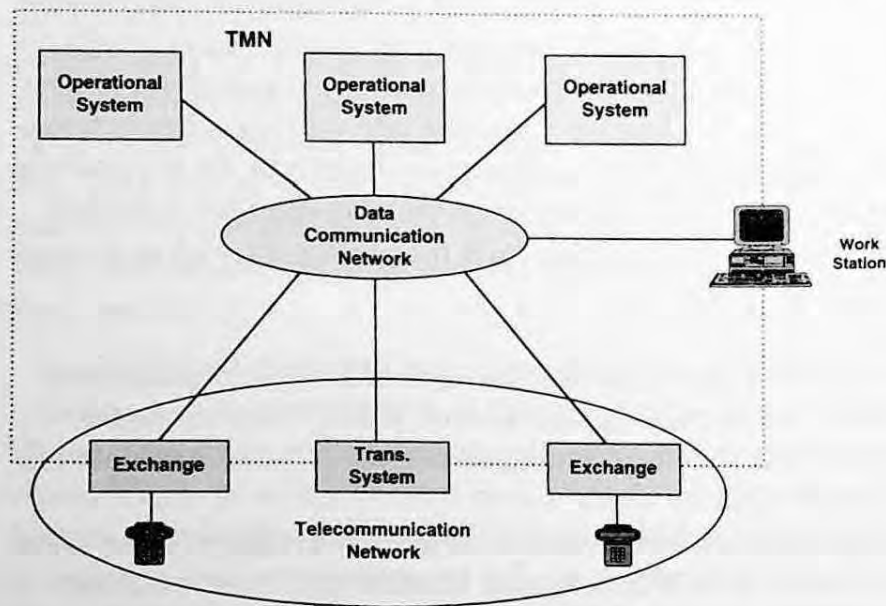 TMN
Operational
System
Operational
System
Operational
System
Data
Communication
Network
Work
Station
Exchange
Trans.
System
Exchange
Telecommunication
Network